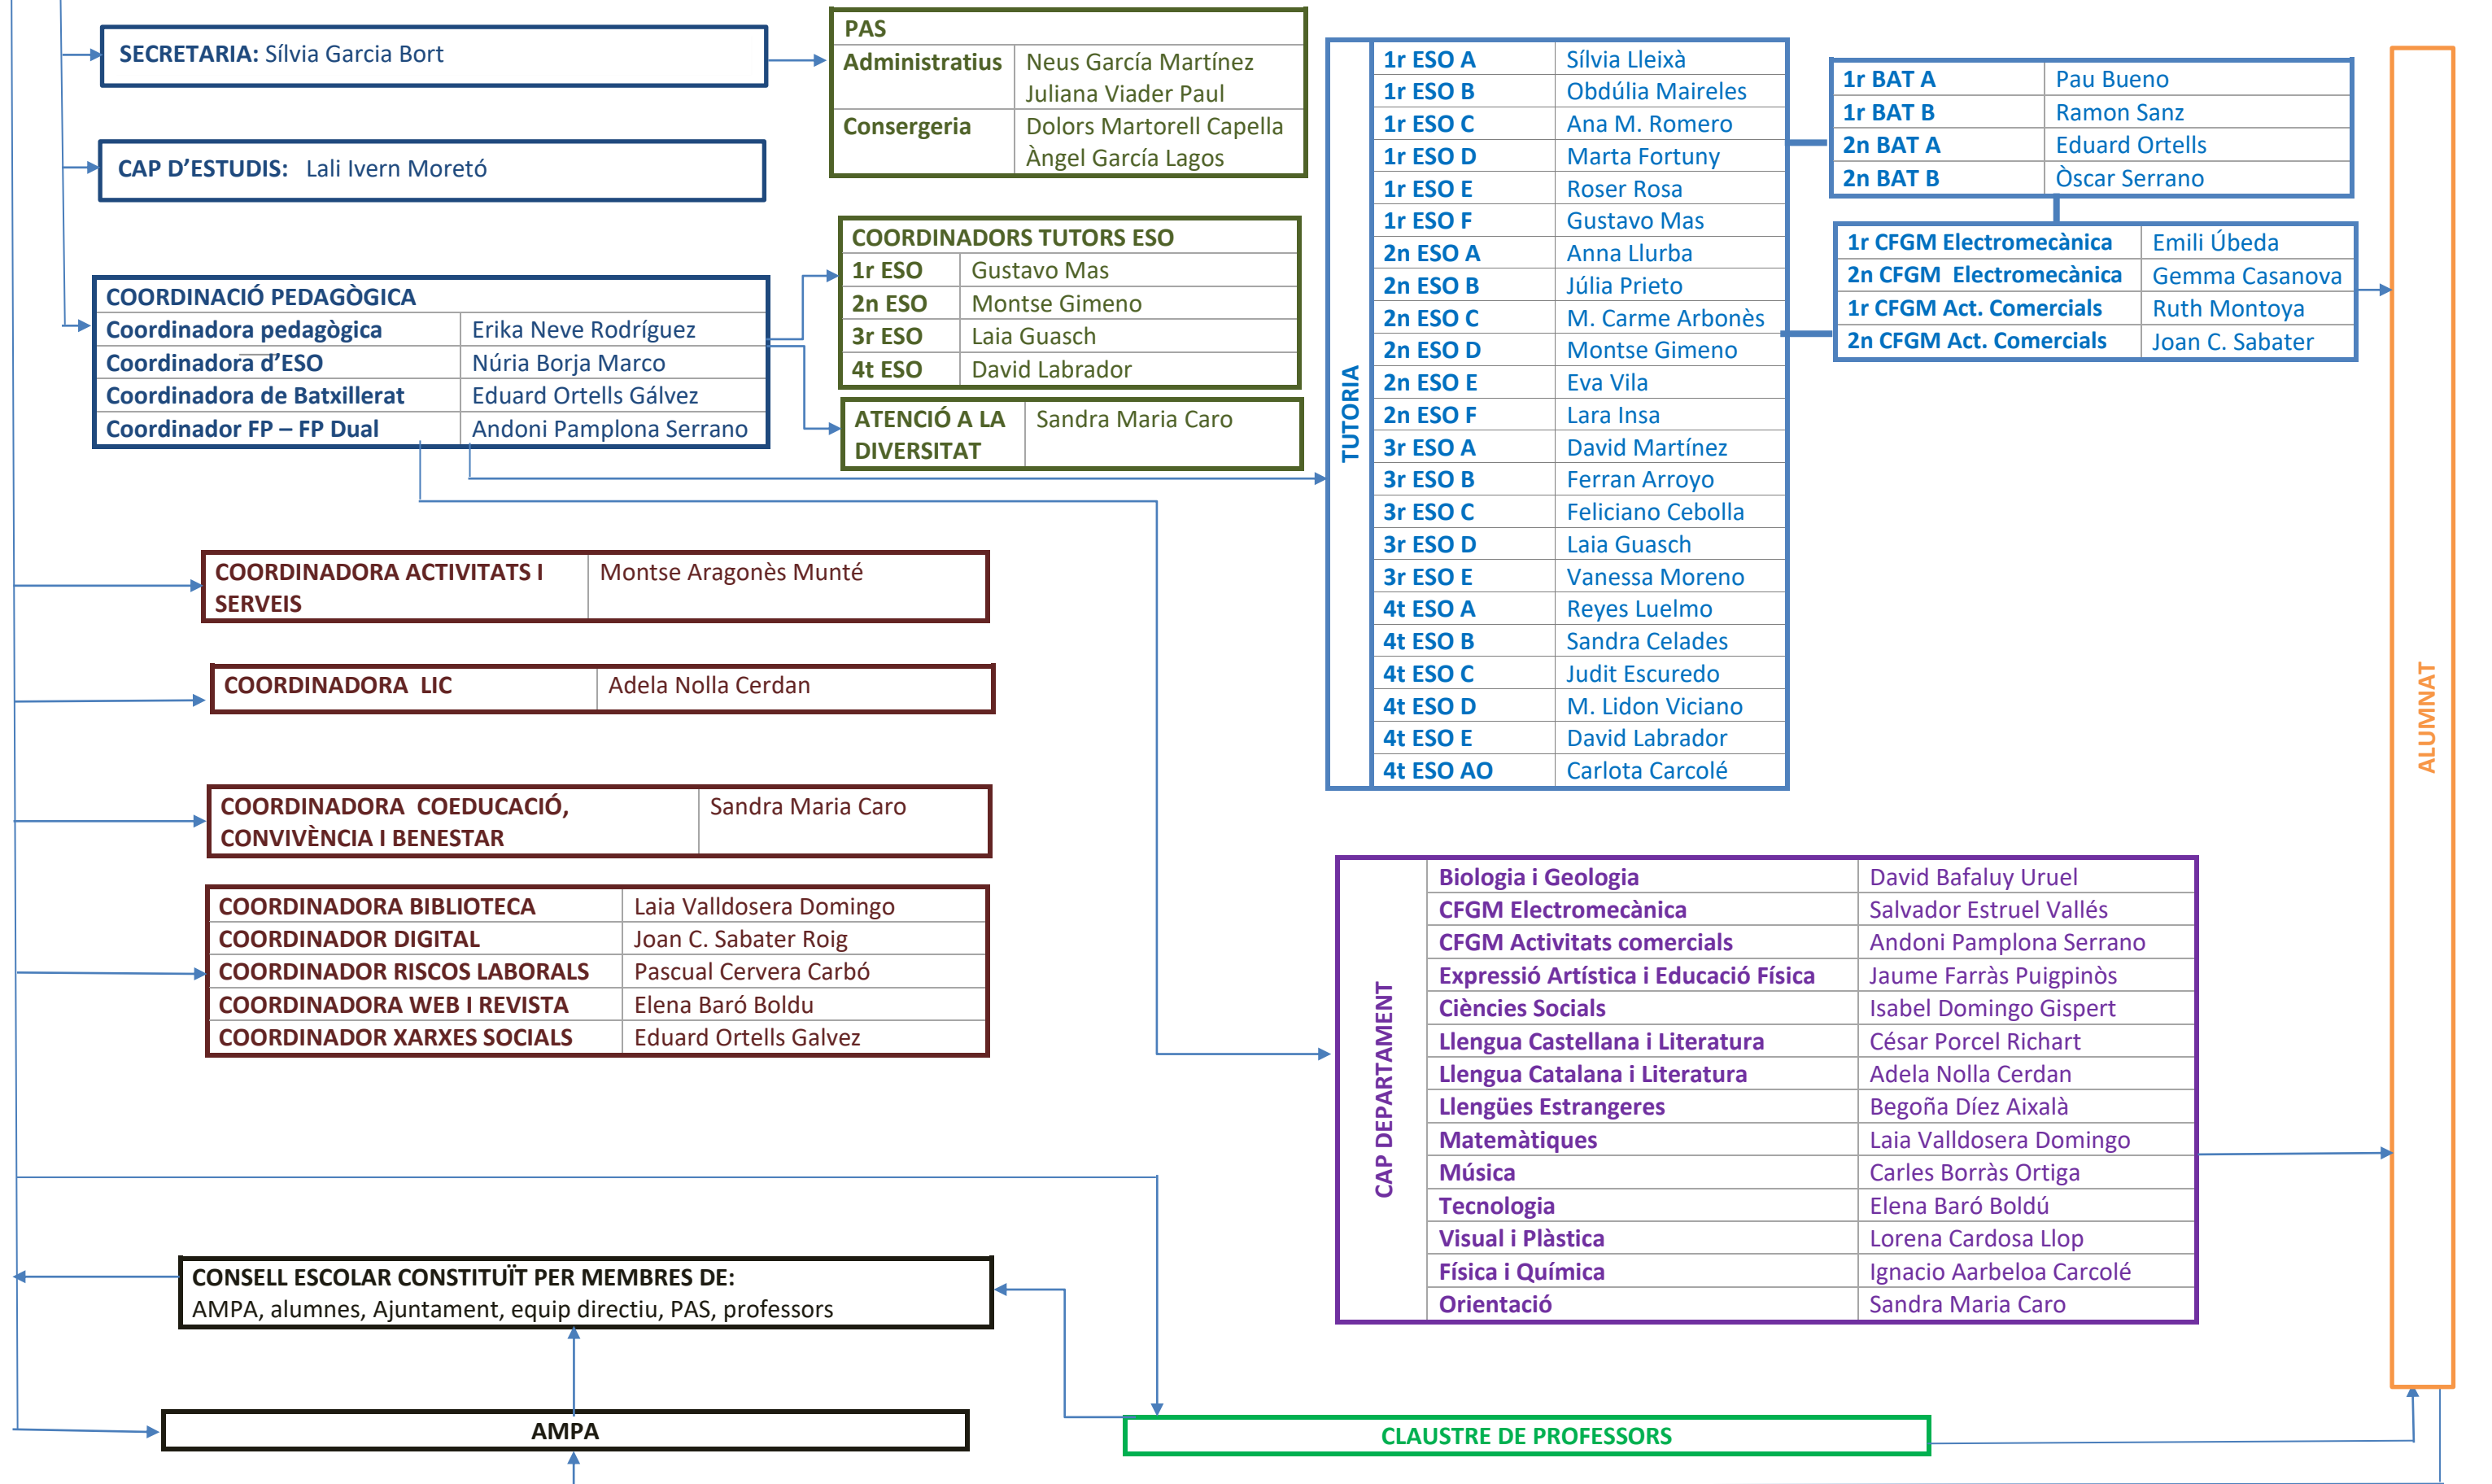 SECRETARIA: Sílvia Garcia Bort
CAP D’ESTUDIS: Lali Ivern Moretó
COORDINACIÓ PEDAGÒGICA
Coordinadora pedagògica Erika Neve Rodríguez
Coordinadora d’ESO Núria Borja Marco
Coordinadora de Batxillerat Eduard Ortells Gálvez
Coordinador FP – FP Dual Andoni Pamplona Serrano
PAS
Administratius Neus García Martínez
Juliana Viader Paul
Consergeria Dolors Martorell Capella
Àngel García Lagos
COORDINADORS TUTORS ESO
1r ESO Gustavo Mas
2n ESO Montse Gimeno
3r ESO Laia Guasch
4t ESO David Labrador
ATENCIÓ A LA Sandra Maria Caro
DIVERSITAT
TUTORIA
1r ESO A Sílvia Lleixà
1r ESO B Obdúlia Maireles
1r ESO C Ana M. Romero
1r ESO D Marta Fortuny
1r ESO E Roser Rosa
1r ESO F Gustavo Mas
2n ESO A Anna Llurba
2n ESO B Júlia Prieto
2n ESO C M. Carme Arbonès
2n ESO D Montse Gimeno
2n ESO E Eva Vila
2n ESO F Lara Insa
3r ESO A David Martínez
3r ESO B Ferran Arroyo
3r ESO C Feliciano Cebolla
3r ESO D Laia Guasch
3r ESO E Vanessa Moreno
4t ESO A Reyes Luelmo
4t ESO B Sandra Celades
4t ESO C Judit Escuredo
4t ESO D M. Lidon Viciano
4t ESO E David Labrador
4t ESO AO Carlota Carcolé
1r BAT A Pau Bueno
1r BAT B Ramon Sanz
2n BAT A Eduard Ortells
2n BAT B Òscar Serrano
1r CFGM Electromecànica Emili Úbeda
2n CFGM Electromecànica Gemma Casanova
1r CFGM Act. Comercials Ruth Montoya
2n CFGM Act. Comercials Joan C. Sabater
ALUMNAT
COORDINADORA ACTIVITATS I Montse Aragonès Munté
SERVEIS
COORDINADORA LIC Adela Nolla Cerdan
COORDINADORA COEDUCACIÓ, Sandra Maria Caro
CONVIVÈNCIA I BENESTAR
COORDINADORA BIBLIOTECA Laia Valldosera Domingo
COORDINADOR DIGITAL Joan C. Sabater Roig
COORDINADOR RISCOS LABORALS Pascual Cervera Carbó
COORDINADORA WEB I REVISTA Elena Baró Boldu
COORDINADOR XARXES SOCIALS Eduard Ortells Galvez
CAP DEPARTAMENT
Biologia i Geologia David Bafaluy Uruel
CFGM Electromecànica Salvador Estruel Vallés
CFGM Activitats comercials Andoni Pamplona Serrano
Expressió Artística i Educació Física Jaume Farràs Puigpinòs
Ciències Socials Isabel Domingo Gispert
Llengua Castellana i Literatura César Porcel Richart
Llengua Catalana i Literatura Adela Nolla Cerdan
Llengües Estrangeres Begoña Díez Aixalà
Matemàtiques Laia Valldosera Domingo
Música Carles Borràs Ortiga
Tecnologia Elena Baró Boldú
Visual i Plàstica Lorena Cardosa Llop
Física i Química Ignacio Aarbeloa Carcolé
Orientació Sandra Maria Caro
CONSELL ESCOLAR CONSTITUÏT PER MEMBRES DE:
AMPA, alumnes, Ajuntament, equip directiu, PAS, professors
AMPA
CLAUSTRE DE PROFESSORS